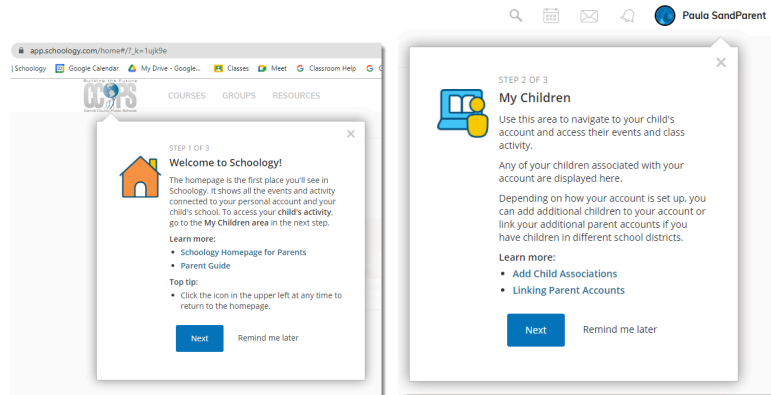 Paula SandParent
app.schoology.com/home#/?_k=1ujk9e
| Schoology Google Calendar My Drive - Google... Classes Meet Classroom Help
Building the Future
CCOPS
COURSES GROUPS RESOURCES
STEP 1 OF 3
Welcome to Schoology!
The homepage is the first place you'll see in
Schoology. It shows all the events and activity
connected to your personal account and your
child's school. To access your child's activity,
go to the My Children area in the next step.
Learn more:
• Schoology Homepage for Parents
• Parent Guide
Top tip:
• Click the icon in the upper left at any time to
return to the homepage.
Next Remind me later
STEP 2 OF 3
My Children
Use this area to navigate to your child's
account and access their events and class
activity.
Any of your children associated with your
account are displayed here.
Depending on how your account is set up, you
can add additional children to your account or
link your additional parent accounts if you
have children in different school districts.
Learn more:
• Add Child Associations
• Linking Parent Accounts
Next Remind me later